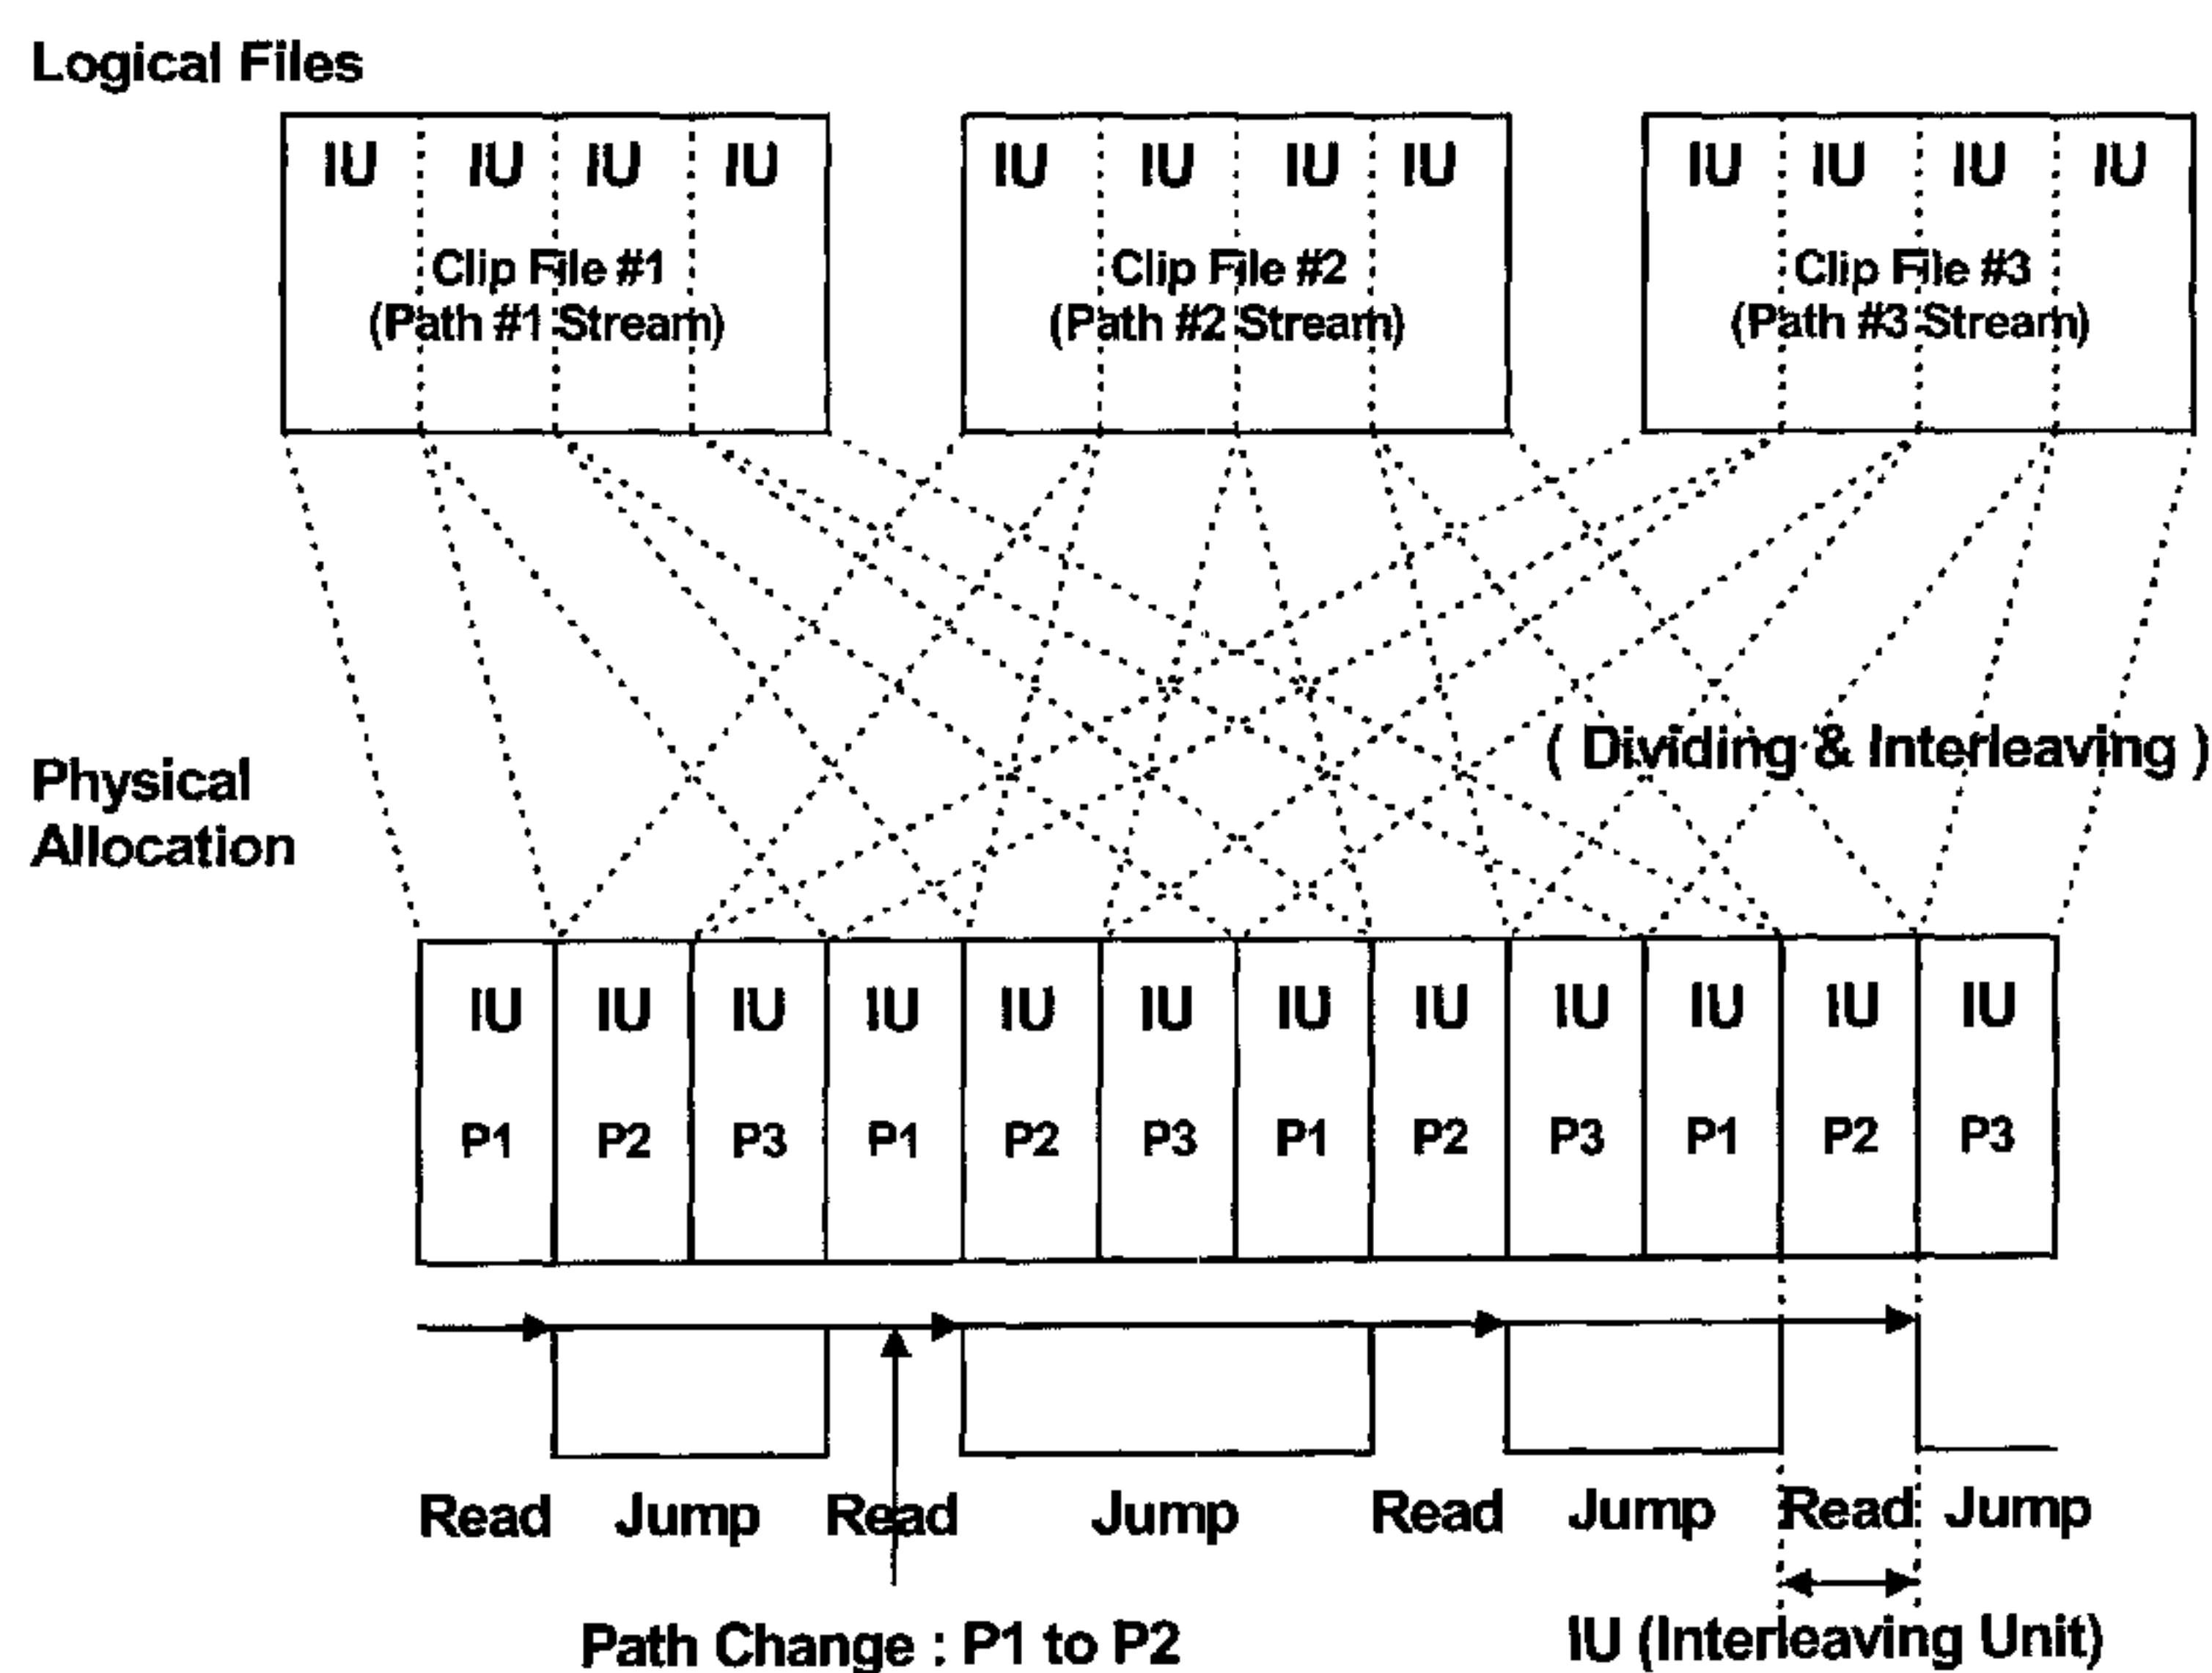 Logical Files
IU IU IU IU IU IU IU IU IU IU IU IU
Clip File #1 Clip File #2 Clip File #3
(Path #1 Stream) (Path #2 Stream) (Path #3 Stream)
( Dividing & Interleaving )
Physical
Allocation
IU IU IU IU IU IU IU IU IU IU IU IU
P1 P2 P3 P1 P2 P3 P1 P2 P3 P1 P2 P3
Read Jump Read Jump Read Jump Read Jump
Path Change : P1 to P2 IU (Interleaving Unit)